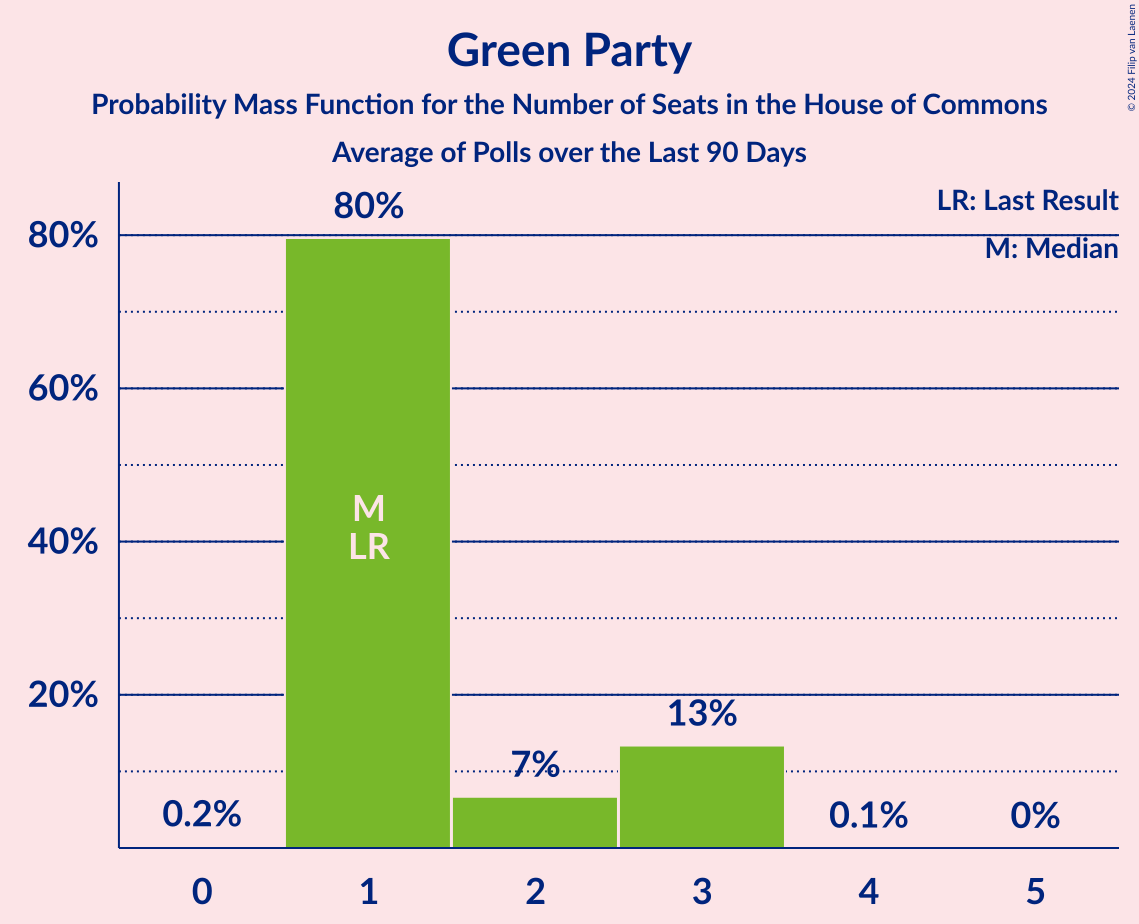 Green Party
Probability Mass Function for the Number of Seats in the House of Commons
Average of Polls over the Last 90 Days
© 2024 Filip van Laenen
LR: Last Result
M: Median
80%
60%
40%
20%
0.2%
80%
M
LR
7%
13%
0.1%
0%
0
1
2
3
4
5